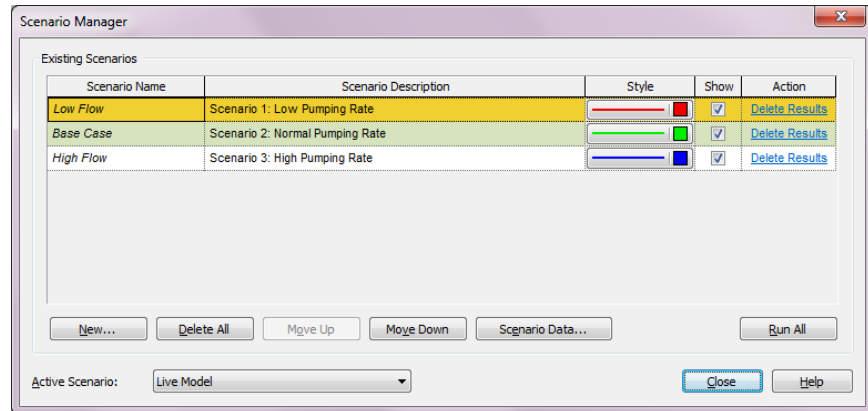 Scenario Manager
Existing Scenarios
Scenario Name Scenario Description Style Show Action
Low Flow Scenario 1: Low Pumping Rate Delete Results
Base Case Scenario 2: Normal Pumping Rate Delete Results
High Flow Scenario 3: High Pumping Rate Delete Results
New... Delete All Move Up Move Down Scenario Data... Run All
Active Scenario: Live Model Close Help